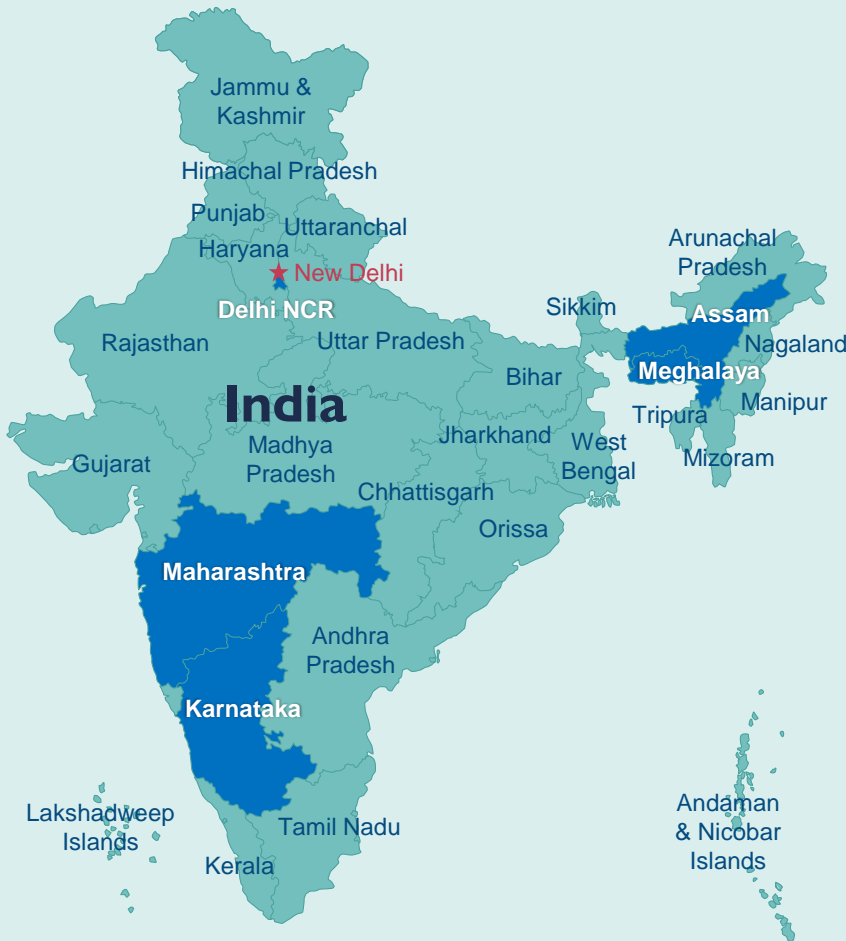 Jammu &
Kashmir
Himachal Pradesh
Punjab
Uttaranchal
Haryana
New Delhi
Delhi NCR
Arunachal
Pradesh
Sikkim
Assam
Rajasthan
Uttar Pradesh
Nagaland
Bihar
Meghalaya
India
Tripura
Manipur
Gujarat
Madhya
Pradesh
Jharkhand
West
Bengal
Mizoram
Chhattisgarh
Orissa
Maharashtra
Andhra
Pradesh
Karnataka
Lakshadweep
Islands
Tamil Nadu
Kerala
Andaman
& Nicobar
Islands